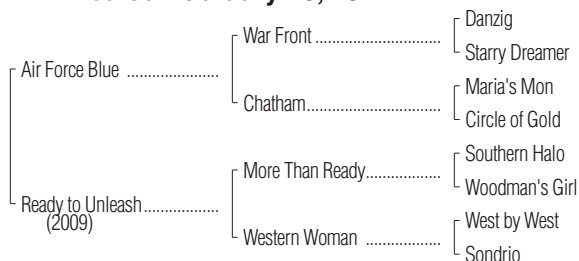 Danzig
War Front
Starry Dreamer
Air Force Blue
Maria's Mon
Chatham
Circle of Gold
Southern Halo
More Than Ready
Woodman's Girl
Ready to Unleash
(2009)
West by West
Western Woman
Sondrio